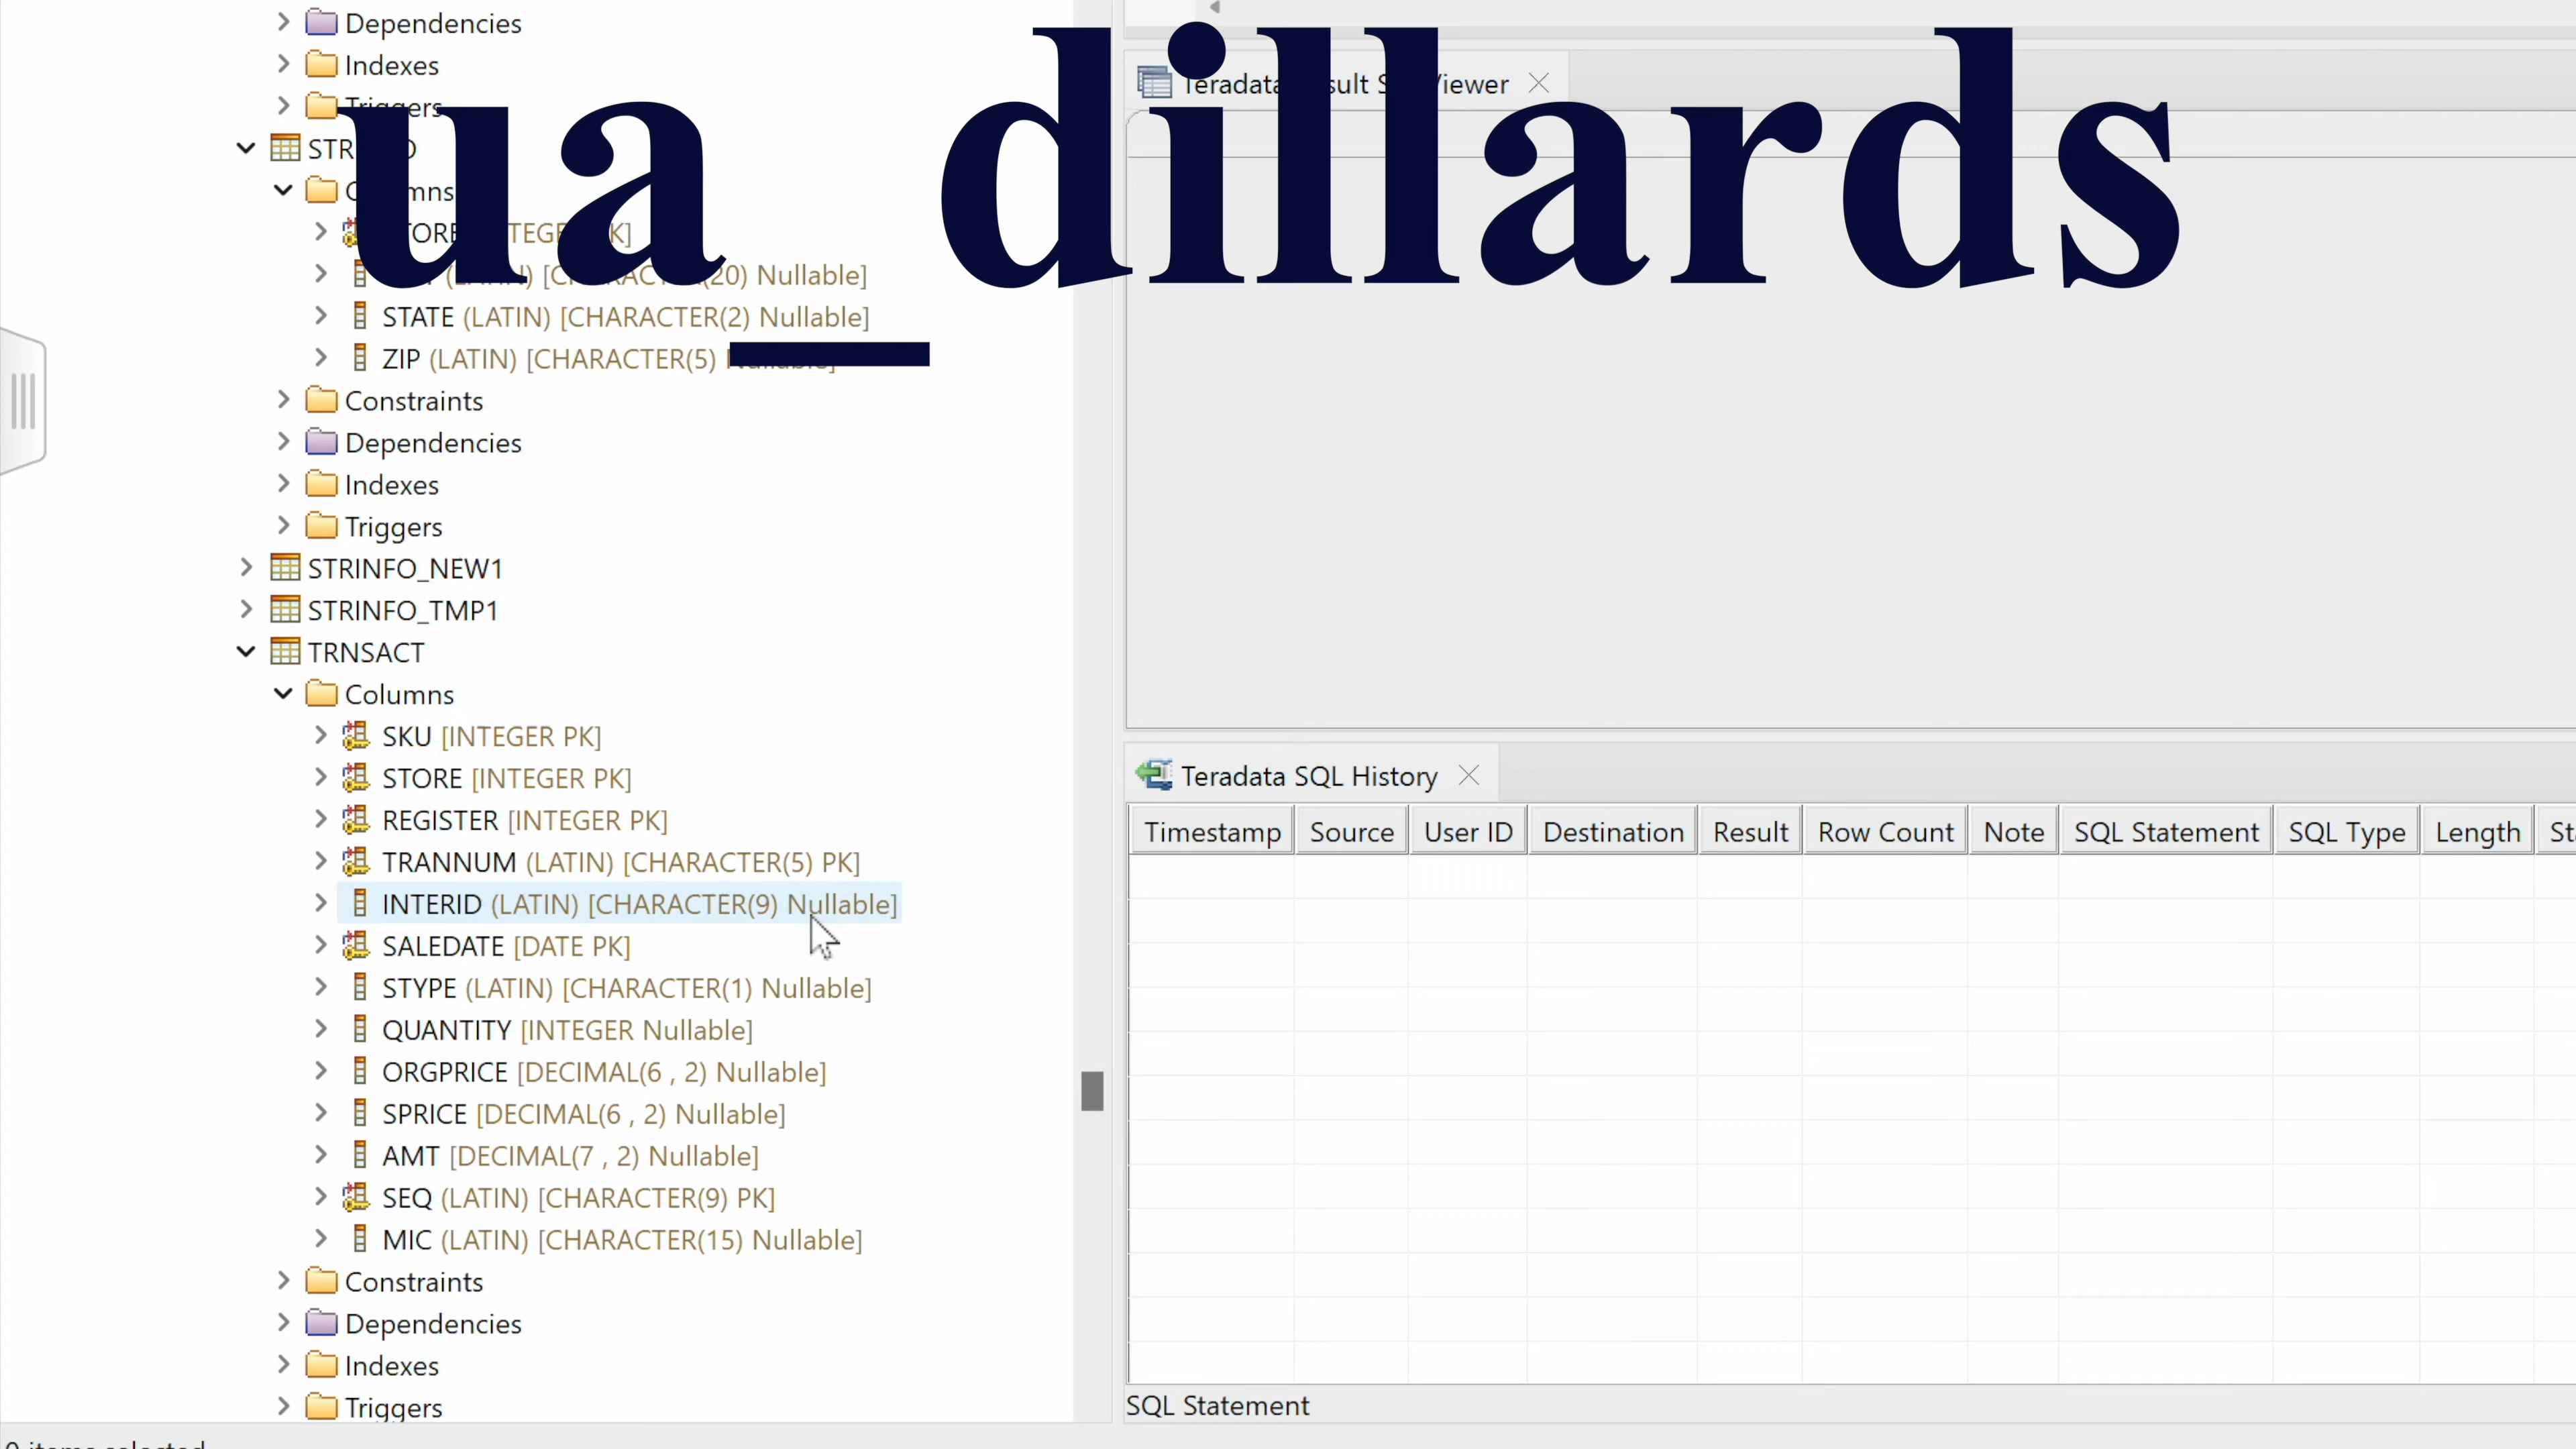 ua_dillards
Dependencies
Indexes
Triggers
Columns
STATE (LATIN) [CHARACTER(2) Nullable]
ZIP (LATIN) [CHARACTER(5)
Constraints
Dependencies
Indexes
Triggers
STRINFO_NEW1
STRINFO_TMP1
TRNSACT
Columns
SKU [INTEGER PK]
STORE [INTEGER PK]
REGISTER [INTEGER PK]
TRANNUM (LATIN) [CHARACTER(5) PK]
INTERID (LATIN) [CHARACTER(9) Nullable]
SALEDATE [DATE PK]
STYPE (LATIN) [CHARACTER(1) Nullable]
QUANTITY [INTEGER Nullable]
ORGPRICE [DECIMAL(6 , 2) Nullable]
SPRICE [DECIMAL(6 , 2) Nullable]
AMT [DECIMAL(7 , 2) Nullable]
SEQ (LATIN) [CHARACTER(9) PK]
MIC (LATIN) [CHARACTER(15) Nullable]
Constraints
Dependencies
Indexes
Triggers
0 items selected
Teradata SQL History
Timestamp Source User ID Destination Result Row Count Note SQL Statement SQL Type Length
SQL Statement